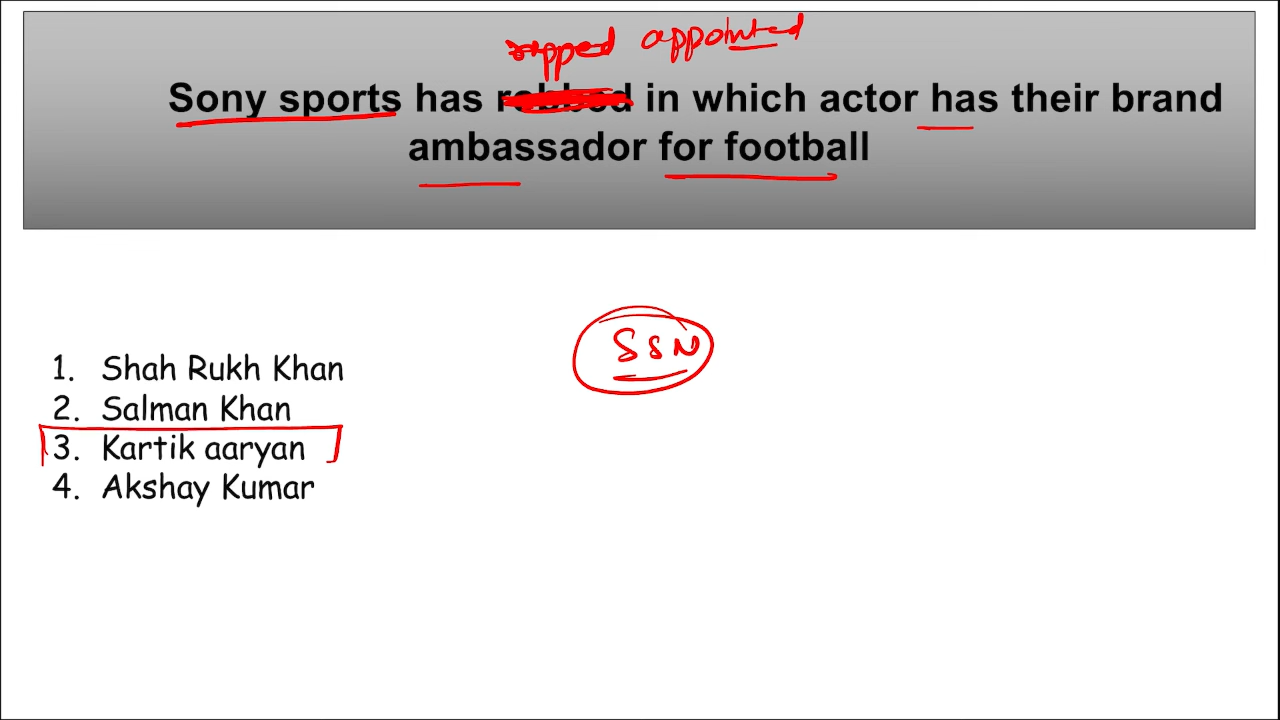 ropped appointed
Sony sports has robbed in which actor has their brand
ambassador for football
SSN
1. Shah Rukh Khan
2. Salman Khan
3. Kartik aaryan
4. Akshay Kumar